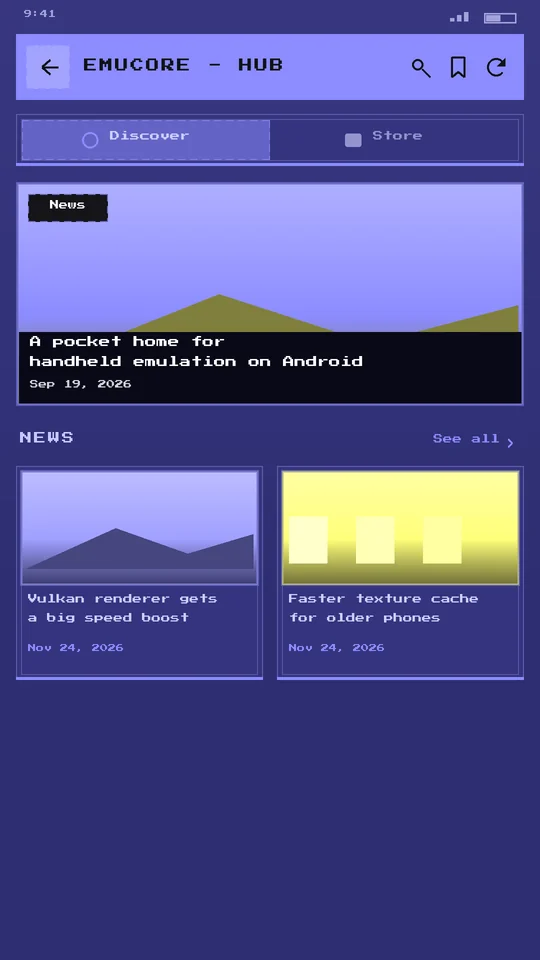 9:41
EMUCORE - HUB
Discover
Store
News
A pocket home for
handheld emulation on Android
Sep 19, 2026
NEWS
See all
Vulkan renderer gets
a big speed boost
Nov 24, 2026
Faster texture cache
for older phones
Nov 24, 2026